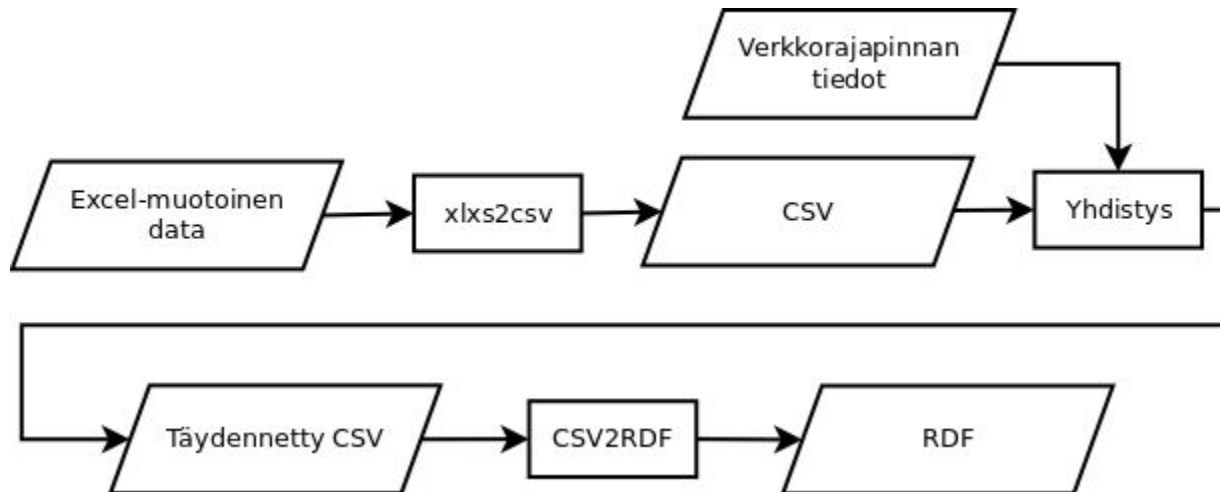 Verkkorajapinnan
tiedot
Excel-muotoinen
data
xlxs2csv
CSV
Yhdistys
Täydennetty CSV
CSV2RDF
RDF